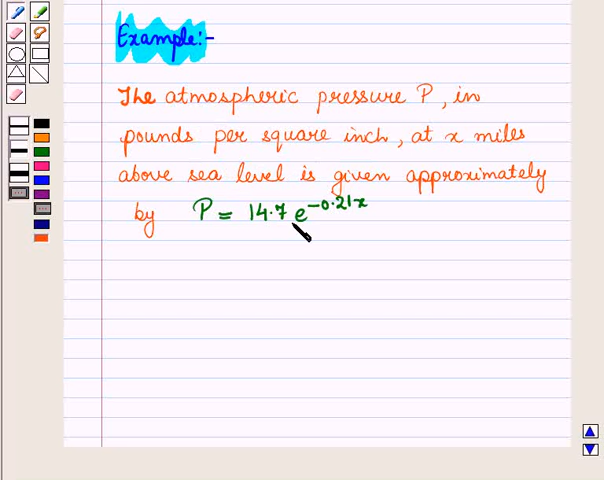 Example:-
The atmospheric pressure P, in
pounds per square inch, at x miles
above sea level is given approximately
by P = 14.7 e^{-0.21x}